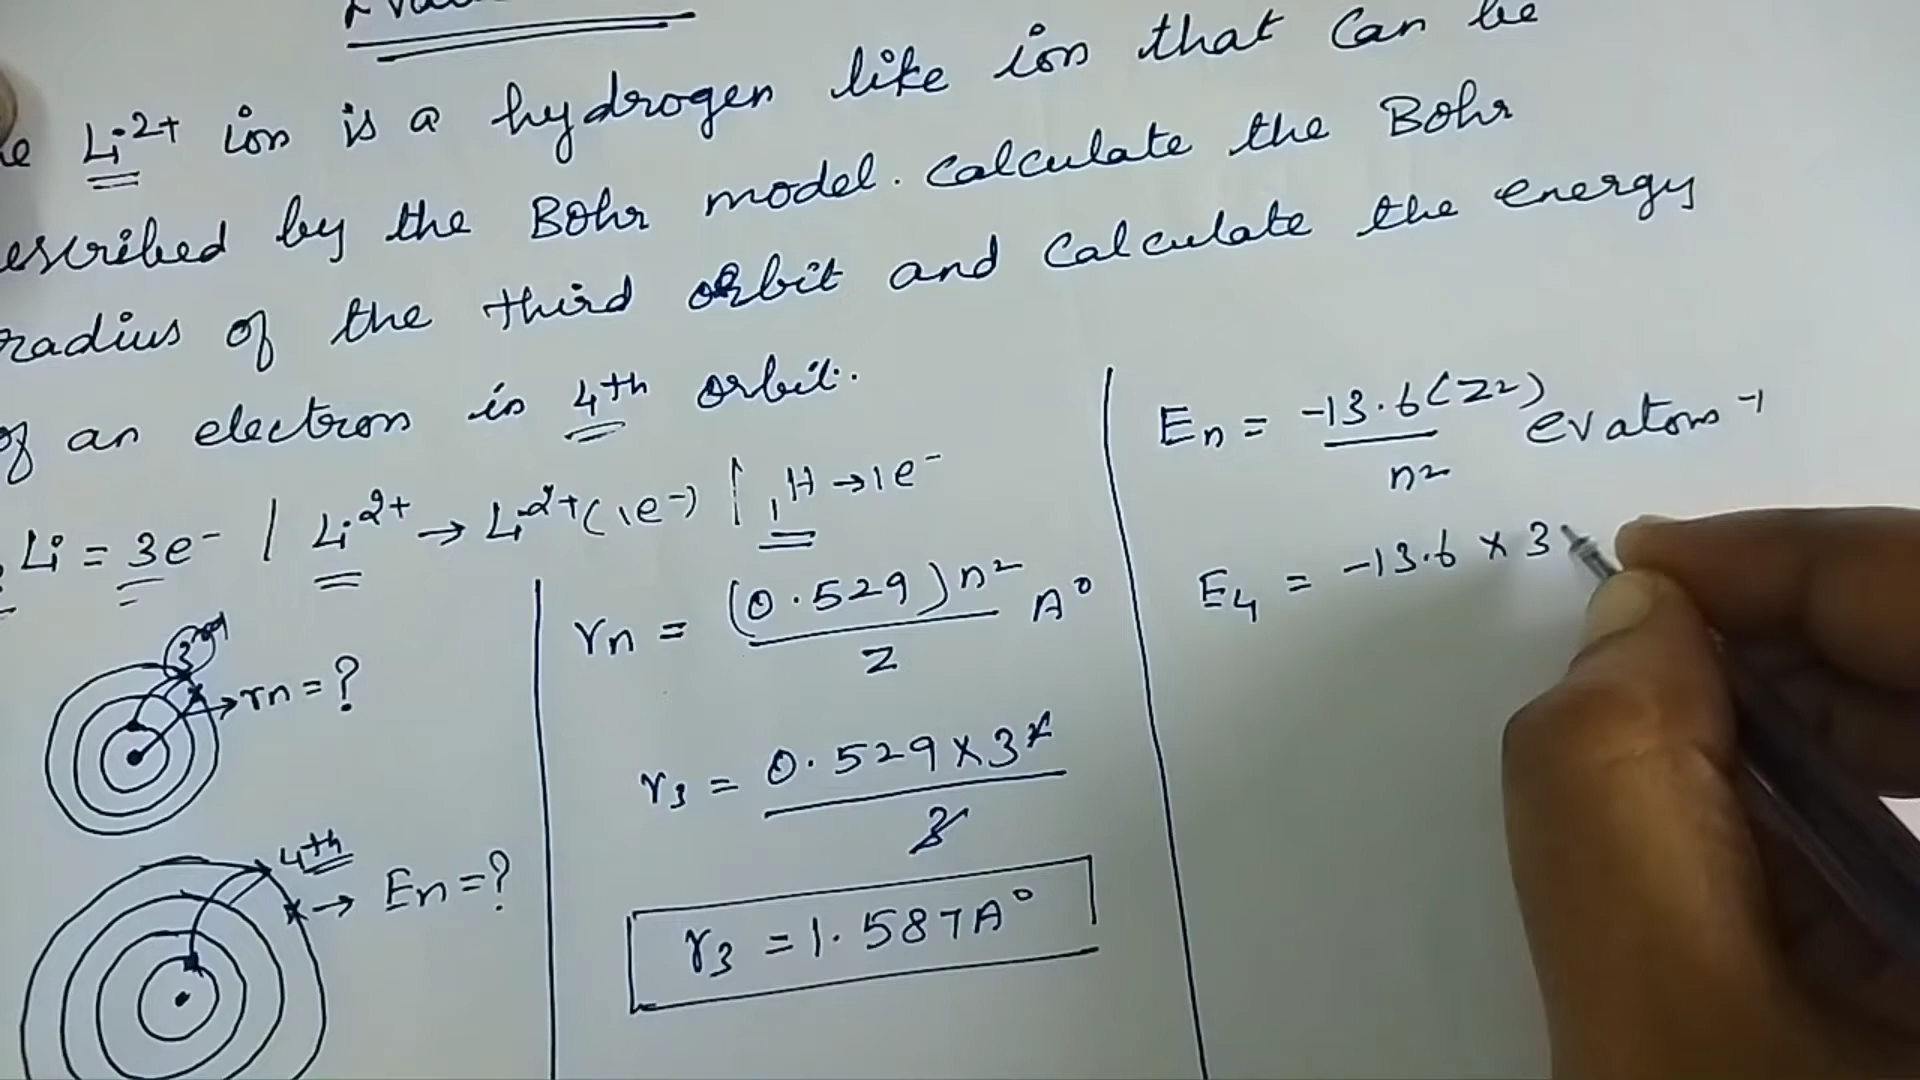 Li²⁺ ion is a hydrogen like ion that can be
escribed by the Bohr model. Calculate the Bohr
radius of the third orbit and calculate the energy
of an electron in 4th orbit.
Li = 3e⁻ | Li²⁺ → Li²⁺(1e⁻) | ₁H → 1e⁻
3rd
rn = ?
4th
En = ?
rn = (0.529)n² / Z A°
r₃ = 0.529 × 3² / 3
r₃ = 1.587A°
En = -13.6(Z²) / n² ev atom⁻¹
E₄ = -13.6 × 3